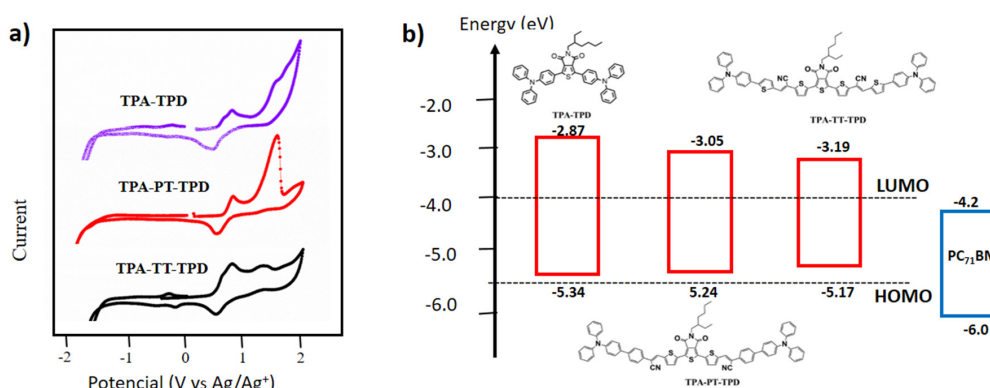 a)
TPA-TPD
TPA-PT-TPD
TPA-TT-TPD
Current
-2
-1
0
1
2
Potencial (V vs Ag/Ag⁺)
b)
Energy (eV)
-2.0
-3.0
-4.0
-5.0
-6.0
TPA-TPD
-2.87
-3.05
TPA-TT-TPD
-3.19
LUMO
-4.2
PC₇₁BM
-5.34
5.24
-5.17
HOMO
-6.0
TPA-PT-TPD
N
O
N
O
S
N
N
S
CN
S
O
N
O
S
S
CN
S
N
N
CN
S
O
N
O
S
S
CN
N